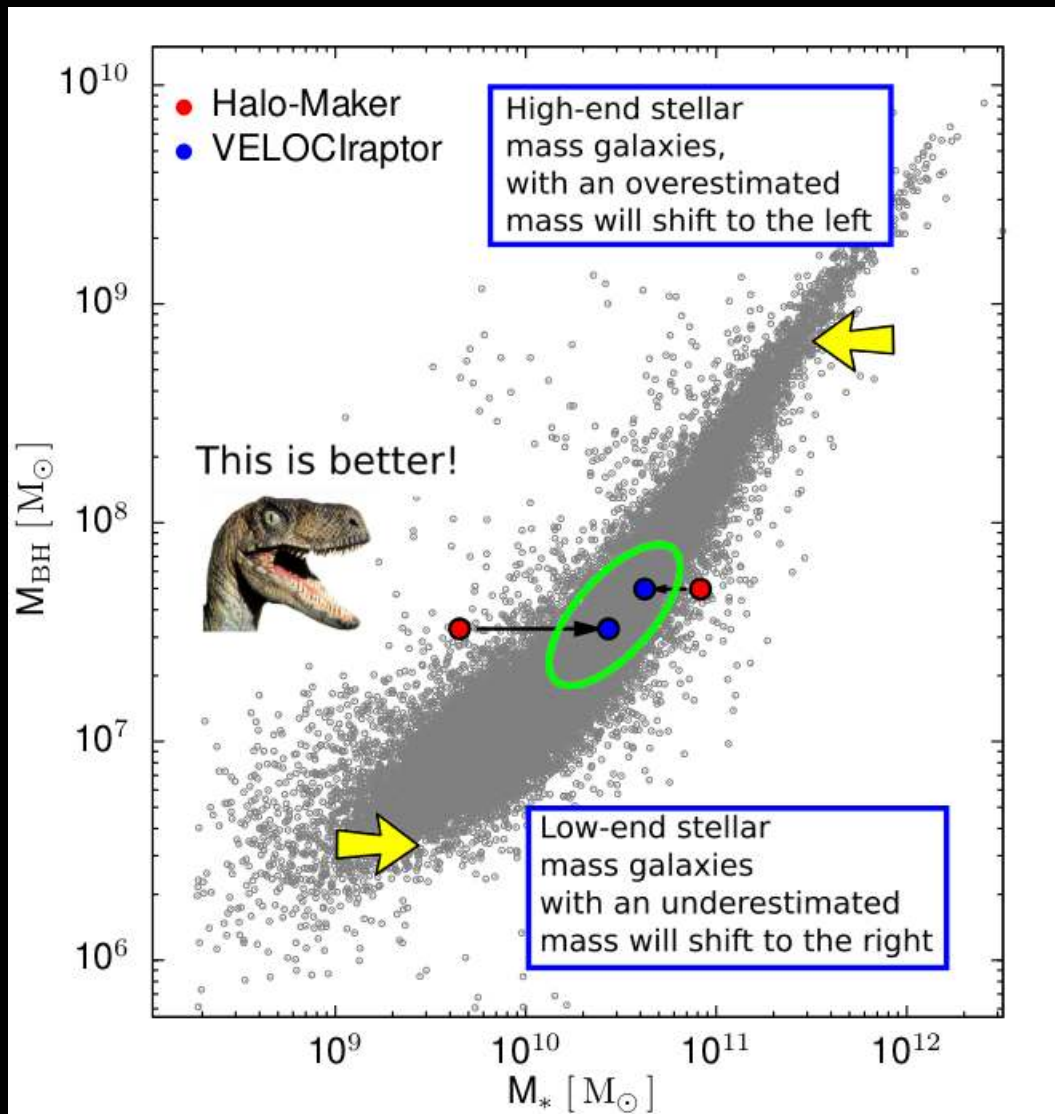 10¹⁰
Halo-Maker
VELOCIraptor
High-end stellar
mass galaxies,
with an overestimated
mass will shift to the left
10⁹
This is better!
M_BH [M_⊙]
10⁸
10⁷
Low-end stellar
mass galaxies
with an underestimated
mass will shift to the right
10⁶
10⁹ 10¹⁰ 10¹¹ 10¹²
M_* [M_⊙]